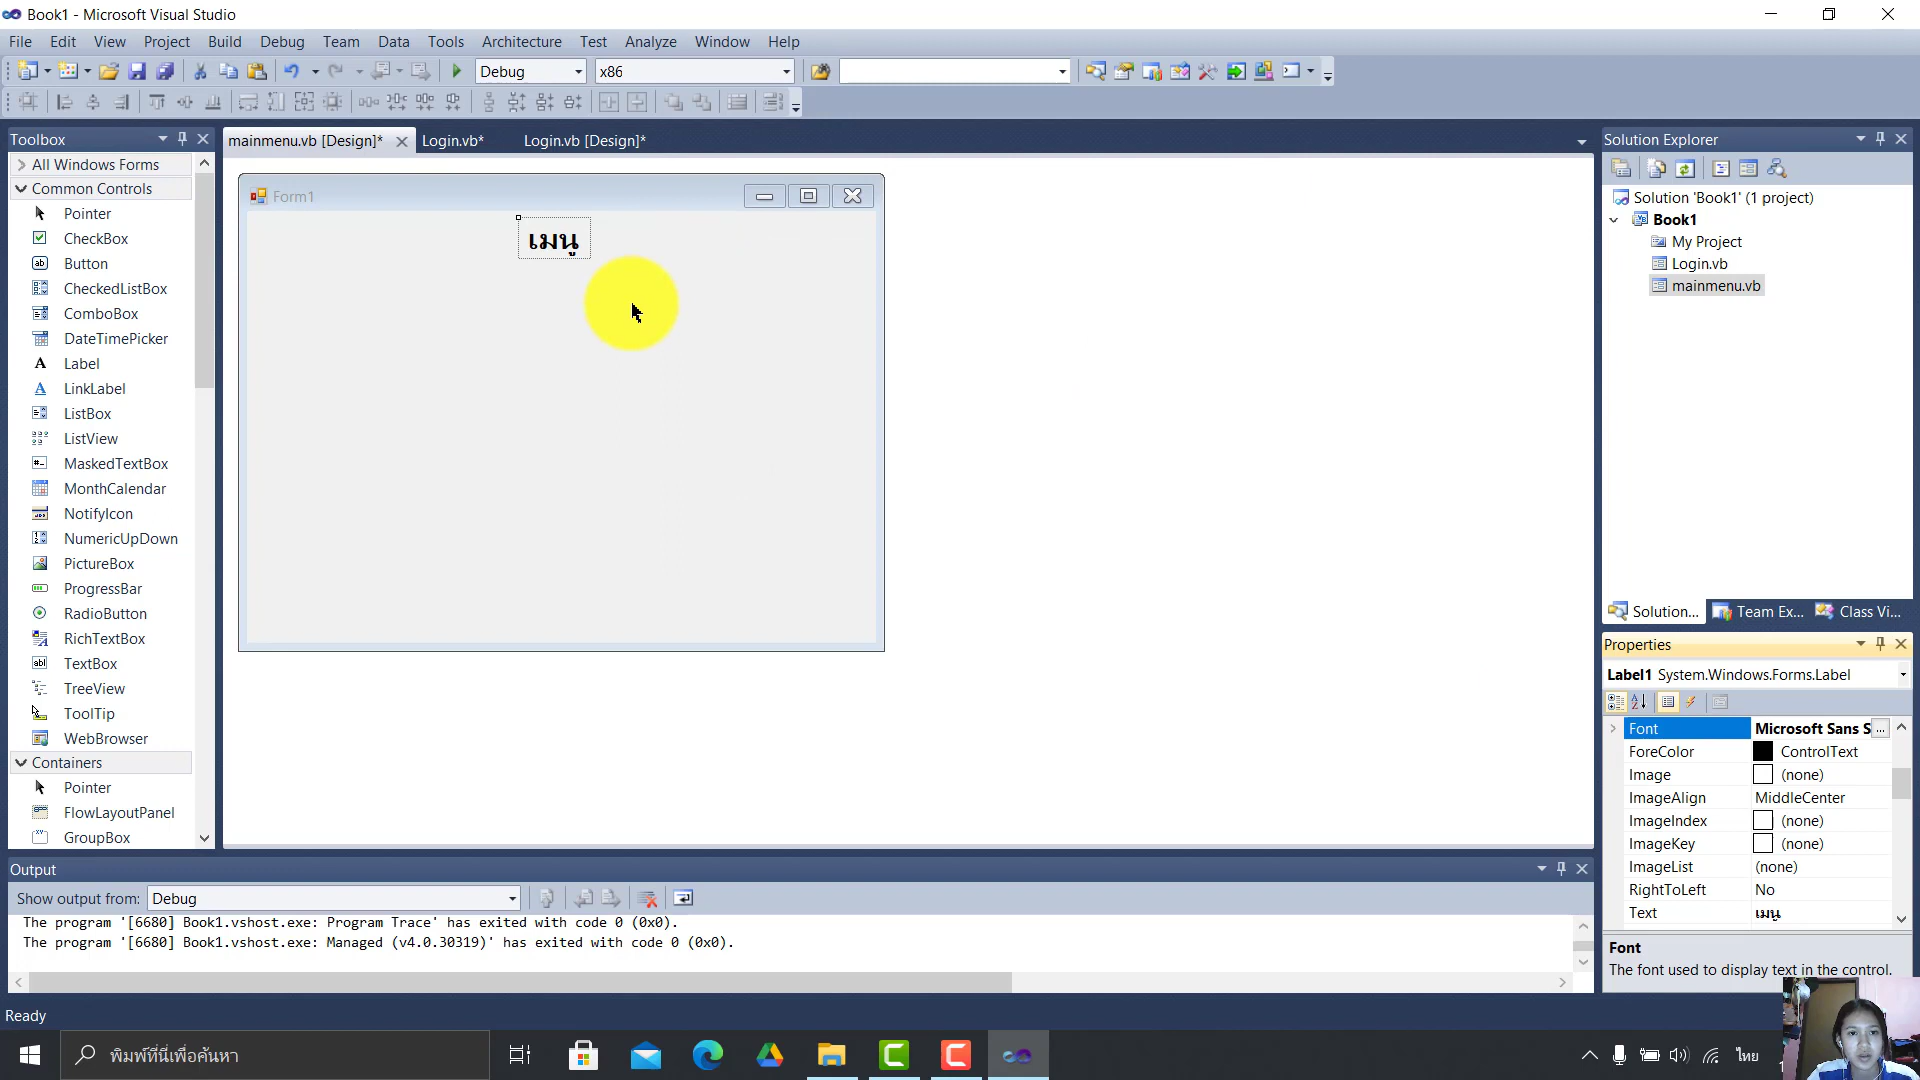 Book1 - Microsoft Visual Studio
File Edit View Project Build Debug Team Data Tools Architecture Test Analyze Window Help
Debug x86
Toolbox
mainmenu.vb [Design]* Login.vb* Login.vb [Design]*
Solution Explorer
All Windows Forms
Common Controls
Pointer
CheckBox
Button
CheckedListBox
ComboBox
DateTimePicker
Label
LinkLabel
ListBox
ListView
MaskedTextBox
MonthCalendar
NotifyIcon
NumericUpDown
PictureBox
ProgressBar
RadioButton
RichTextBox
TextBox
TreeView
ToolTip
WebBrowser
Containers
Pointer
FlowLayoutPanel
GroupBox
Form1
เมนู
Solution 'Book1' (1 project)
Book1
My Project
Login.vb
mainmenu.vb
Solution... Team Ex... Class Vi...
Properties
Label1 System.Windows.Forms.Label
Font Microsoft Sans S ...
ForeColor ControlText
Image (none)
ImageAlign MiddleCenter
ImageIndex (none)
ImageKey (none)
ImageList (none)
RightToLeft No
Text เมนู
Font
The font used to display text in the control.
Output
Show output from: Debug
The program '[6680] Book1.vshost.exe: Program Trace' has exited with code 0 (0x0).
The program '[6680] Book1.vshost.exe: Managed (v4.0.30319)' has exited with code 0 (0x0).
Ready
พิมพ์ที่นี่เพื่อค้นหา
ไทย